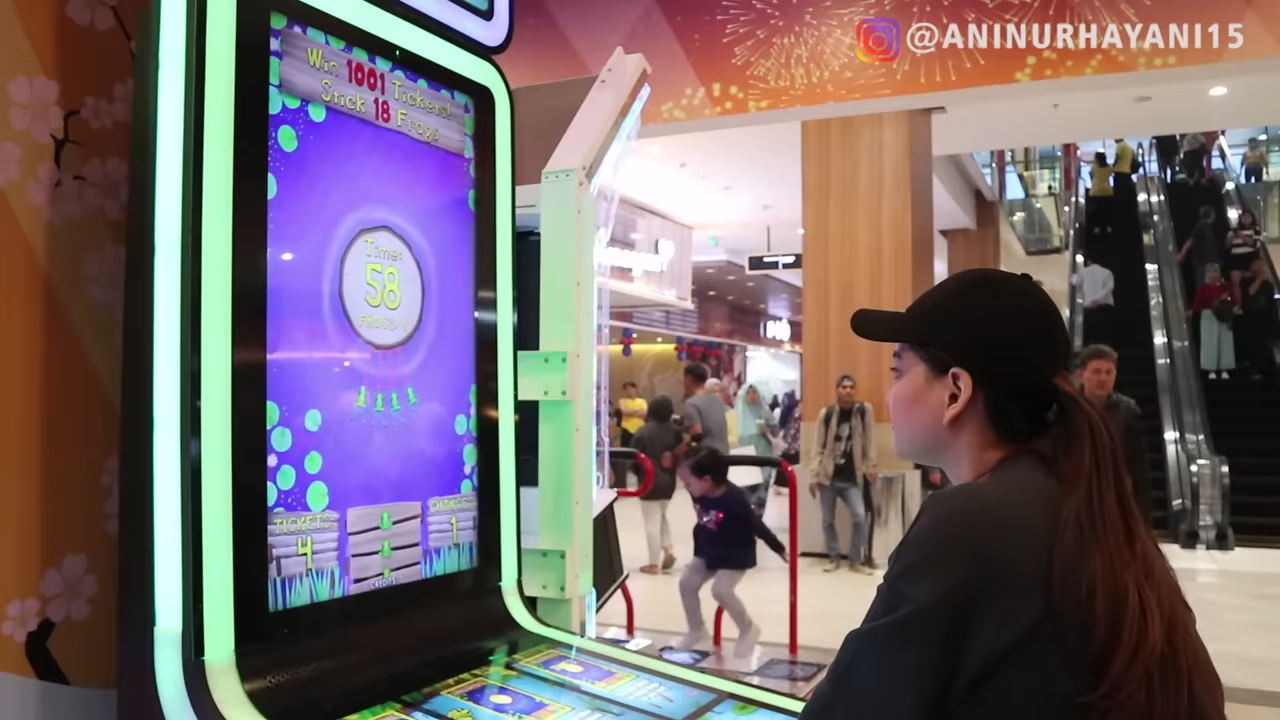 @ANINURHAYANI15
Win 1001 Tickets!
Stick 18 Frogs
Time:
58
TICKETS
4
CHANCES
1
CREDITS